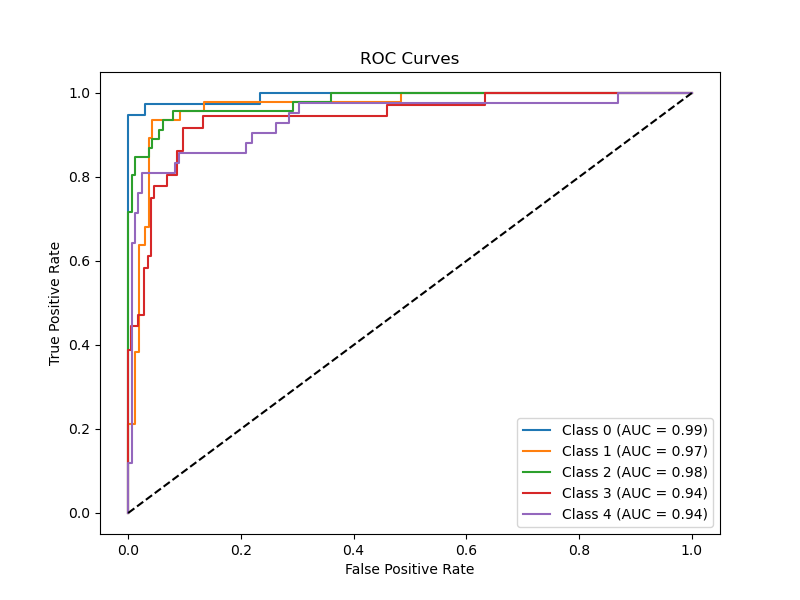 ROC Curves
True Positive Rate
1.0
0.8
0.6
0.4
0.2
0.0
Class 0 (AUC = 0.99)
Class 1 (AUC = 0.97)
Class 2 (AUC = 0.98)
Class 3 (AUC = 0.94)
Class 4 (AUC = 0.94)
0.0 0.2 0.4 0.6 0.8 1.0
False Positive Rate